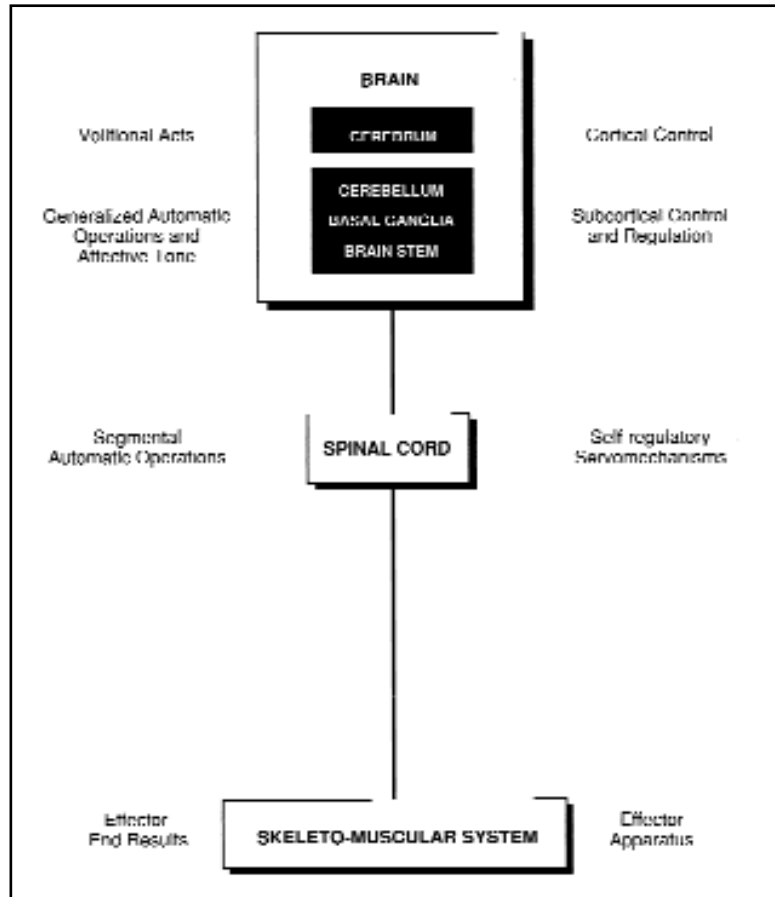 BRAIN
Volitional Acts
CEREBRUM
Cortical Control
Generalized Automatic
Operations and
Affective Tone
CEREBELLUM
BASAL GANGLIA
BRAIN STEM
Subcortical Control
and Regulation
Segmental
Automatic Operations
SPINAL CORD
Self regulatory
Servomechanisms
Effector
End Results
SKELETO-MUSCULAR SYSTEM
Effector
Apparatus